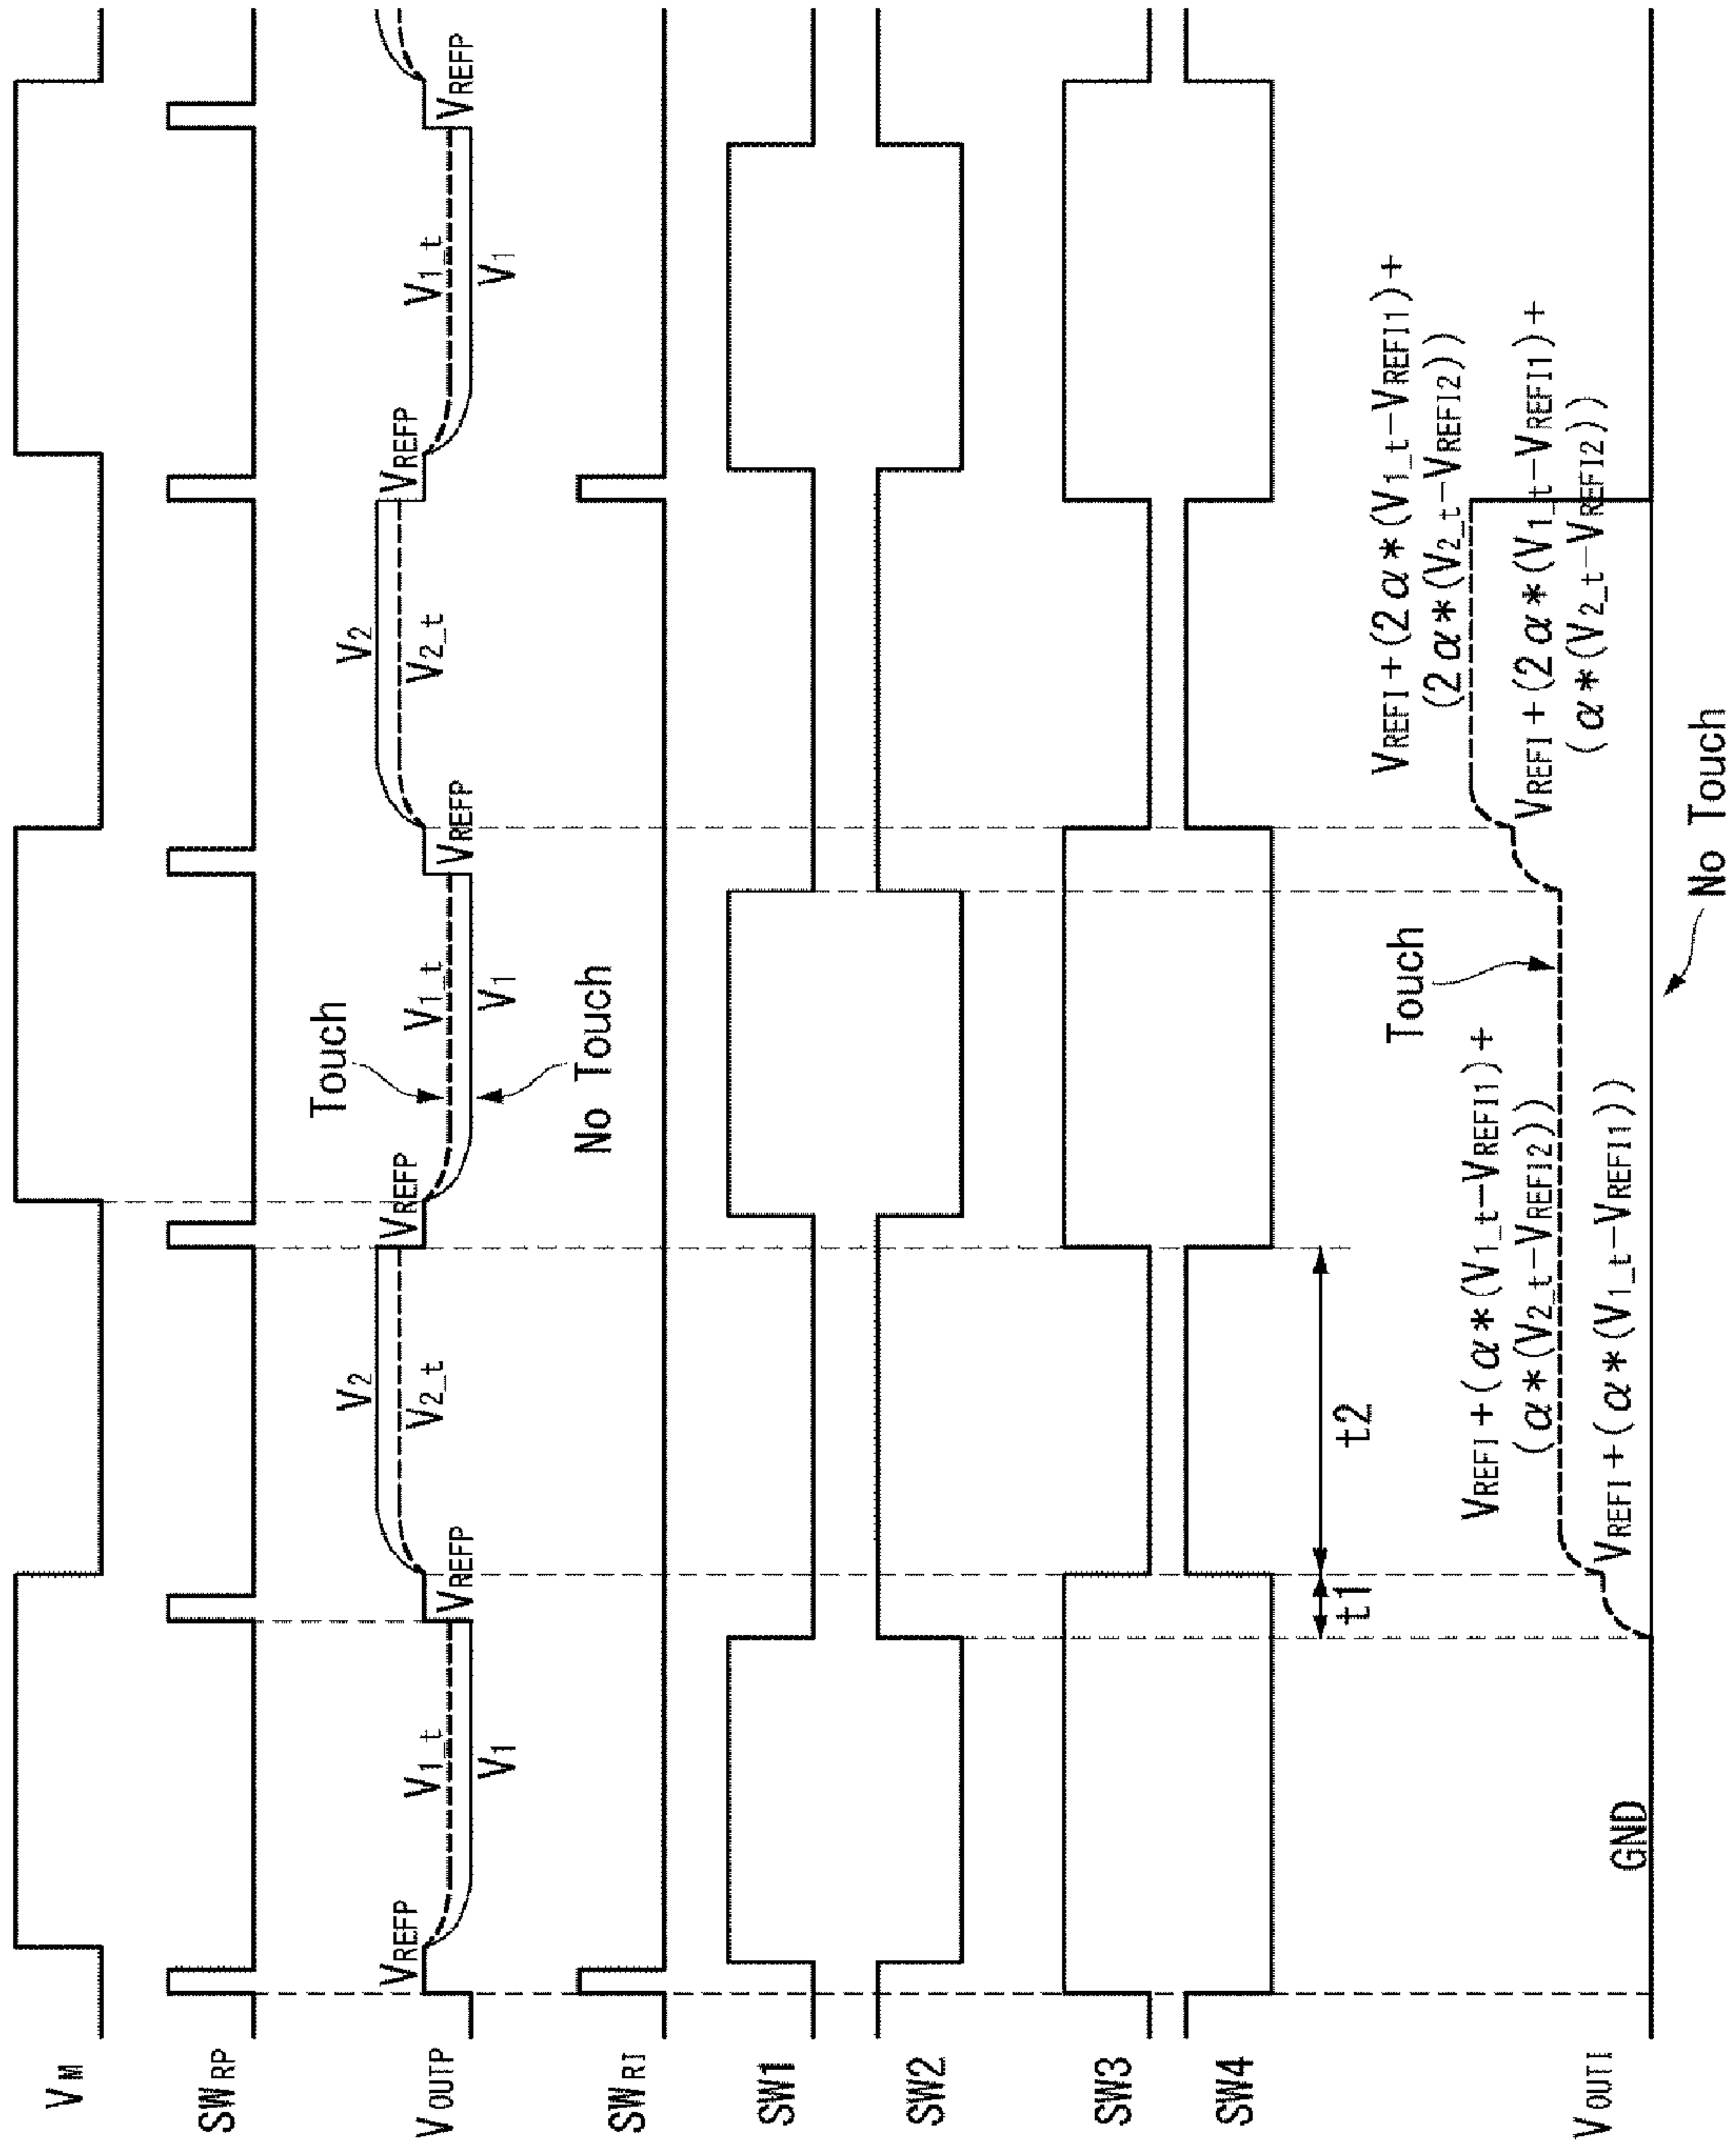 VM
SWRP
VOUTP
VREFP
V1_t
V1
VREFP
V2
V2_t
VREFP
Touch
V1_t
V1
No Touch
VREFP
V2
V2_t
VREFP
V1_t
V1
VREFP
SWRI
SW1
SW2
SW3
SW4
t1
t2
VOUTI
GND
VREFI+(α*(V1_t-VREFI1))
VREFI+(α*(V1_t-VREFI1)+
(α*(V2_t-VREFI2))
Touch
No Touch
VREFI+(2α*(V1_t-VREFI1)+
(α*(V2_t-VREFI2))
VREFI+(2α*(V1_t-VREFI1)+
(2α*(V2_t-VREFI2))